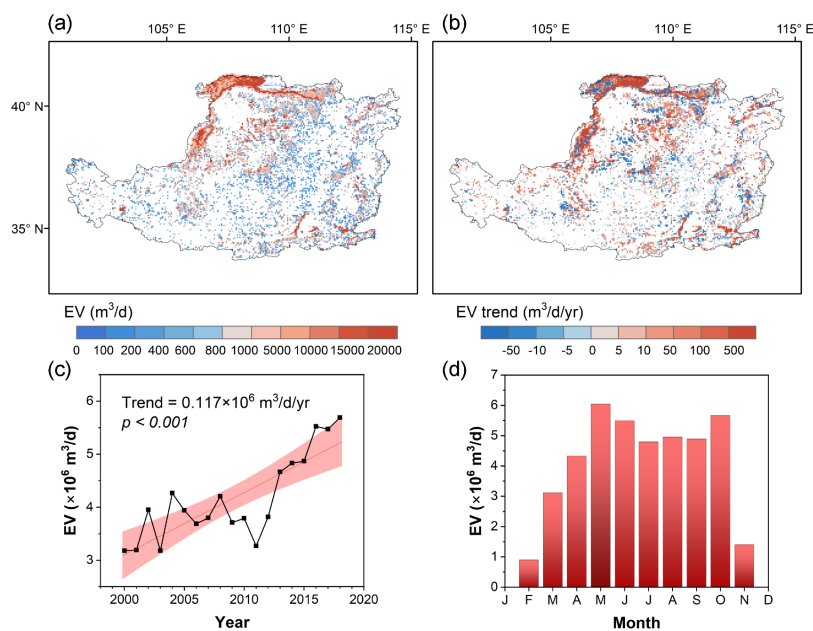 (a)
105° E 110° E 115° E
(b)
105° E 110° E 115° E
40° N
35° N
EV (m³/d)
0 100 200 400 600 800 1000 5000 10000 15000 20000
EV trend (m³/d/yr)
-50 -10 -5 0 5 10 50 100 500
(c)
Trend = 0.117×10⁶ m³/d/yr
p < 0.001
EV (×10⁶ m³/d)
6
5
4
3
2000 2005 2010 2015 2020
Year
(d)
EV (×10⁶ m³/d)
7
6
5
4
3
2
1
0
J F M A M J J A S O N D
Month